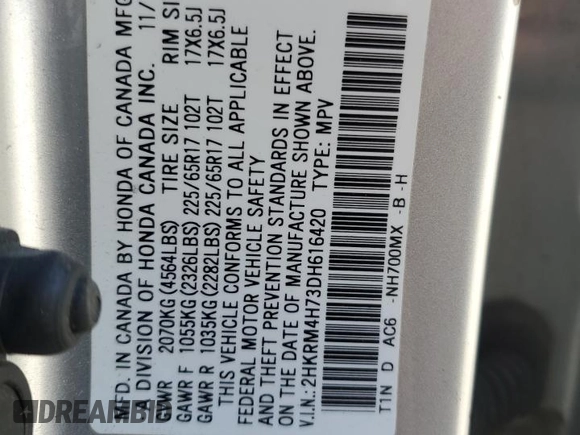 MFD. IN CANADA BY HONDA OF CANADA MFG
A DIVISION OF HONDA CANADA INC. 11/
GVWR 2070KG (4564LBS) TIRE SIZE RIM SI
GAWR F 1055KG (2326LBS) 225/65R17 102T 17X6.5J
GAWR R 1035KG (2282LBS) 225/65R17 102T 17X6.5J
THIS VEHICLE CONFORMS TO ALL APPLICABLE
FEDERAL MOTOR VEHICLE SAFETY
AND THEFT PREVENTION STANDARDS IN EFFECT
ON THE DATE OF MANUFACTURE SHOWN ABOVE.
V.I.N.: 2HKRM4H73DH616420 TYPE: MPV
T1N D AC6 -NH700MX -B -H
DREAMBID